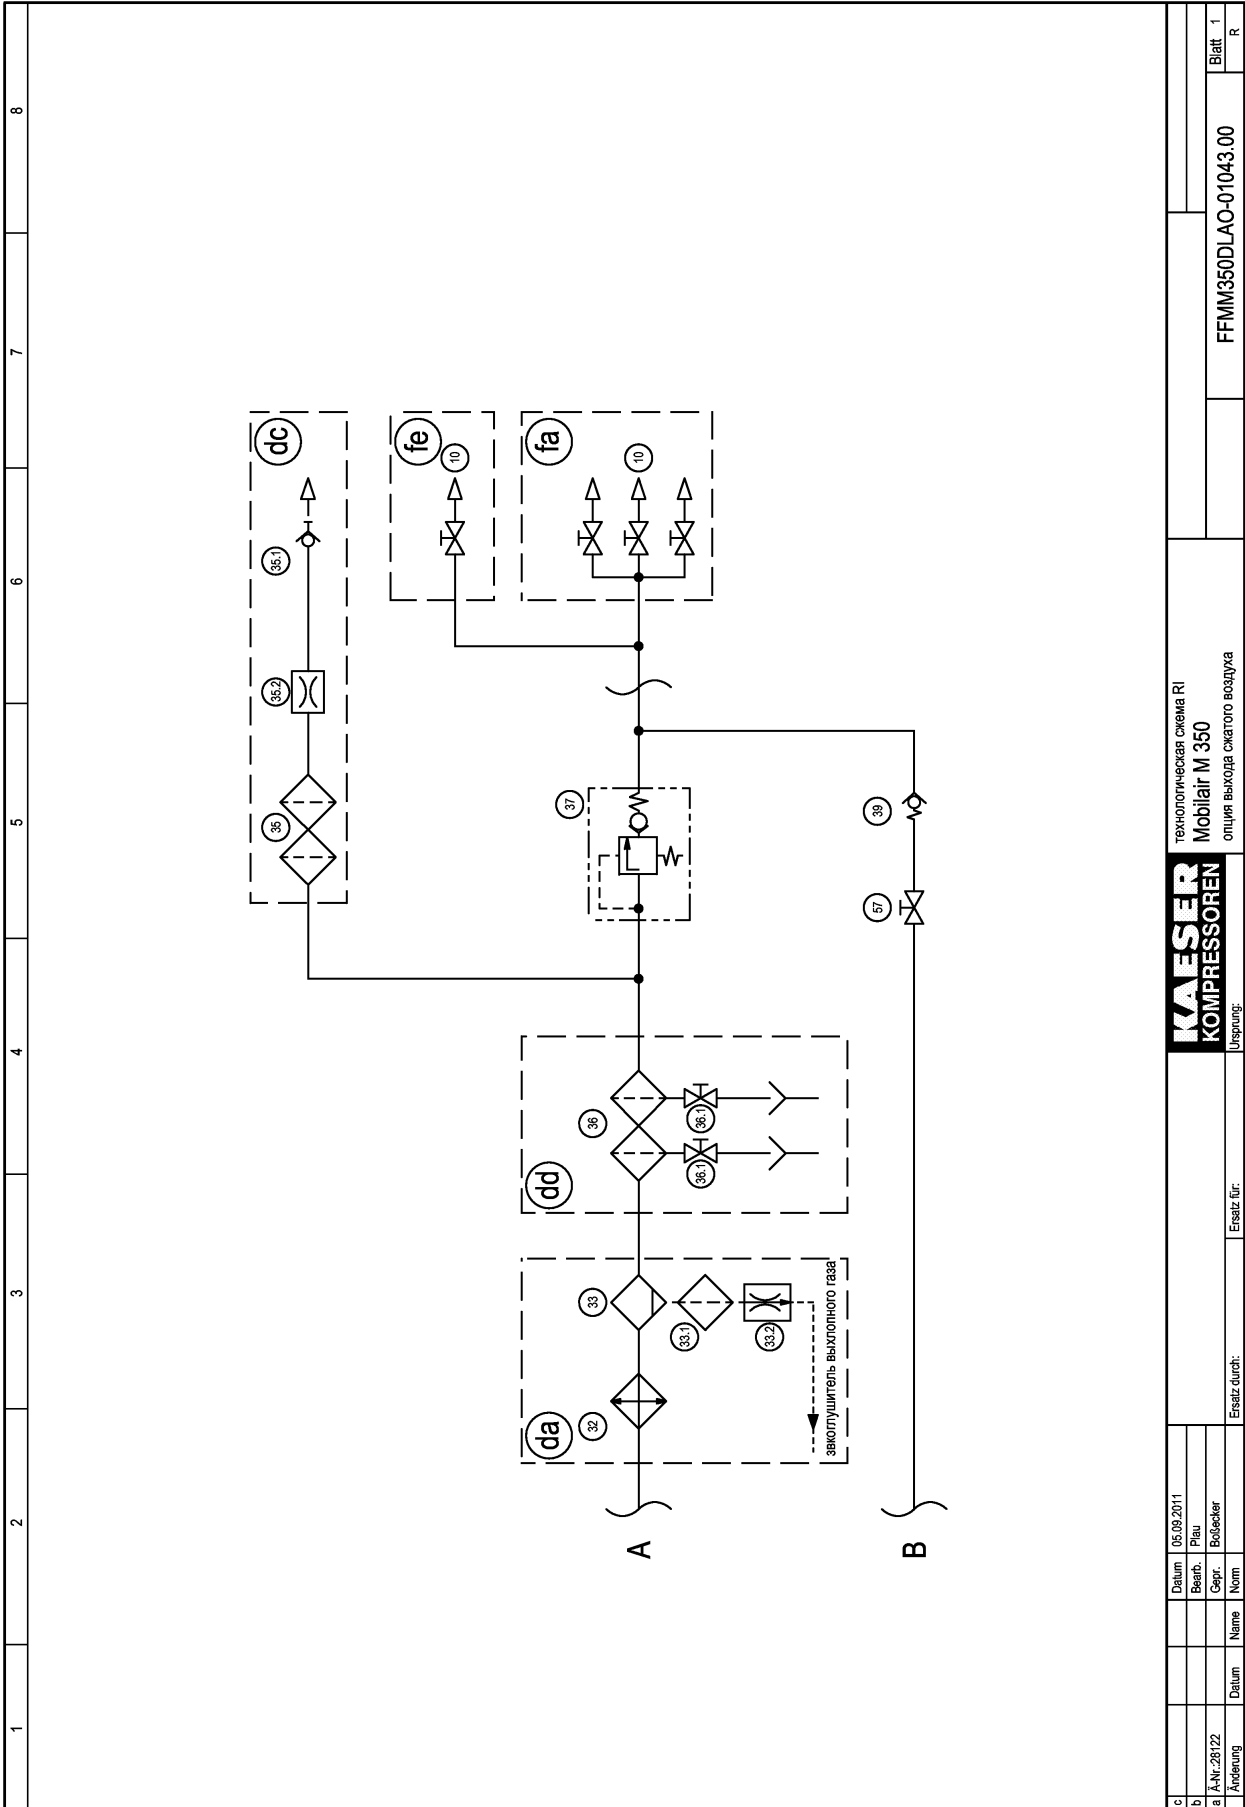 1
2
3
4
5
6
7
8
dc
35.1
35.2
35
fe
10
fa
10
37
36
36.1
36.1
dd
33
33.1
33.2
32
da
звкоглушитель выхлопного газа
39
57
A
B
c
b
a
Ä-Nr.:28122
Änderung
Datum
Name
Datum
05.09.2011
Bearb.
Plau
Gepr.
Boßecker
Norm
Ersatz durch:
Ersatz für:
Ursprung:
KAESER
KOMPRESSOREN
технологическая схема RI
Mobilair M 350
опция выхода сжатого воздуха
FFMM350DLAO-01043.00
Blatt 1
R